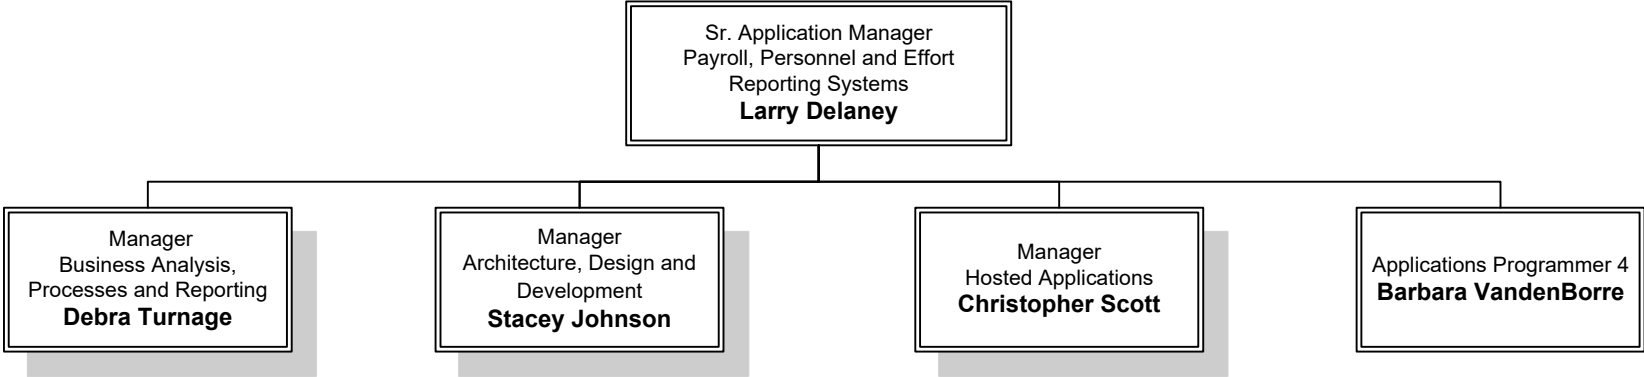 Sr. Application Manager
Payroll, Personnel and Effort
Reporting Systems
Larry Delaney
Manager
Business Analysis,
Processes and Reporting
Debra Turnage
Manager
Architecture, Design and
Development
Stacey Johnson
Manager
Hosted Applications
Christopher Scott
Applications Programmer 4
Barbara VandenBorre